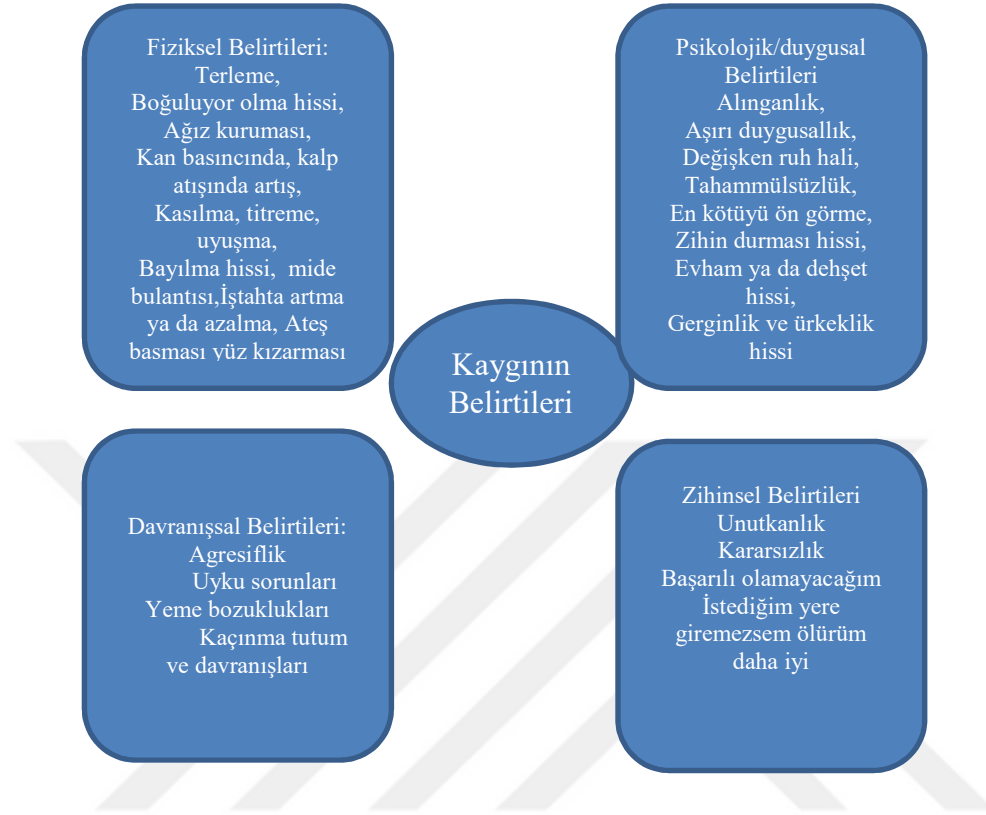 Fiziksel Belirtileri:
Terleme,
Boğuluyor olma hissi,
Ağız kuruması,
Kan basıncında, kalp
atışında artış,
Kasılma, titreme,
uyuşma,
Bayılma hissi,  mide
bulantısı,İştahta artma
ya da azalma, Ateş
basması yüz kızarması
Psikolojik/duygusal
Belirtileri
Alınganlık,
Aşırı duygusallık,
Değişken ruh hali,
Tahammülsüzlük,
En kötüyü ön görme,
Zihin durması hissi,
Evham ya da dehşet
hissi,
Gerginlik ve ürkeklik
hissi
Kaygının
Belirtileri
Davranışsal Belirtileri:
Agresiflik
Uyku sorunları
Yeme bozuklukları
Kaçınma tutum
ve davranışları
Zihinsel Belirtileri
Unutkanlık
Kararsızlık
Başarılı olamayacağım
İstediğim yere
giremezsem ölürüm
daha iyi